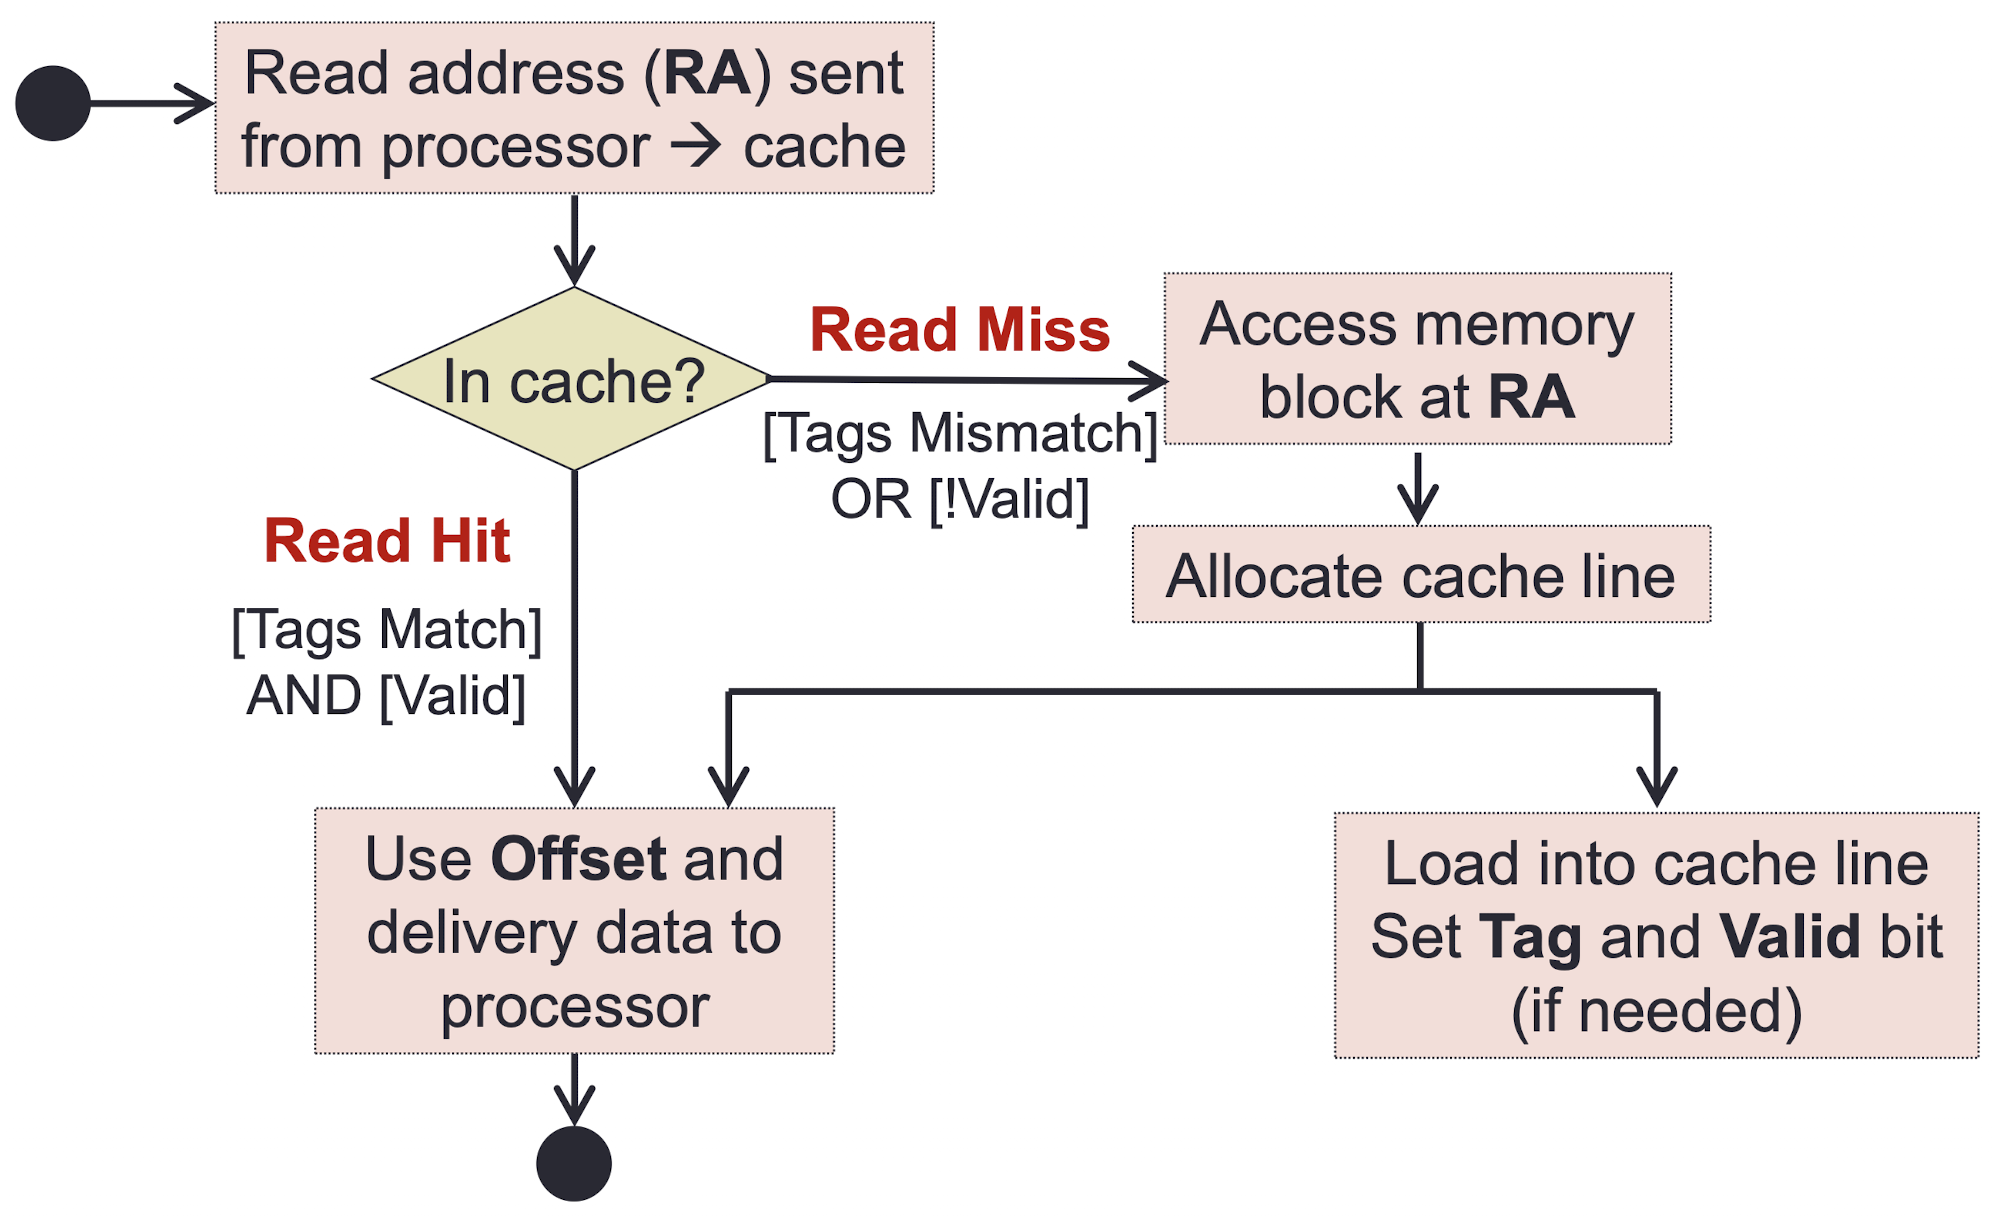 Read address (RA) sent
from processor → cache
In cache?
Read Miss
[Tags Mismatch]
OR [!Valid]
Access memory
block at RA
Allocate cache line
Read Hit
[Tags Match]
AND [Valid]
Use Offset and
delivery data to
processor
Load into cache line
Set Tag and Valid bit
(if needed)